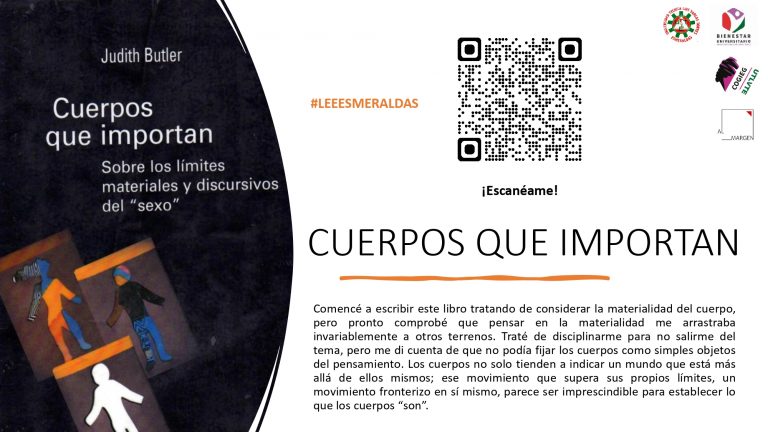 Judith Butler
Cuerpos
que importan
Sobre los límites
materiales y discursivos
del “sexo”
#LEEESMERALDAS
¡Escanéame!
BIENESTAR
UNIVERSITARIO
COGIEG
UTLVTE
AL
MARGEN
CUERPOS QUE IMPORTAN
Comencé a escribir este libro tratando de considerar la materialidad del cuerpo,
pero pronto comprobé que pensar en la materialidad me arrastraba
invariablemente a otros terrenos. Traté de disciplinarme para no salirme del
tema, pero me di cuenta de que no podía fijar los cuerpos como simples objetos
del pensamiento. Los cuerpos no solo tienden a indicar un mundo que está más
allá de ellos mismos; ese movimiento que supera sus propios límites, un
movimiento fronterizo en sí mismo, parece ser imprescindible para establecer lo
que los cuerpos “son”.